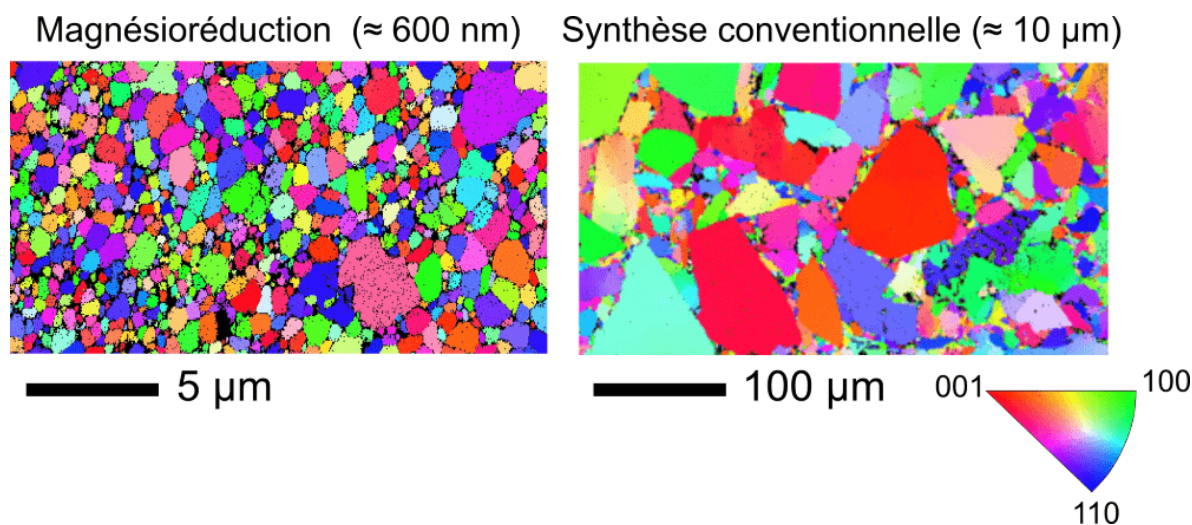 Magnésioréduction (≈ 600 nm)
Synthèse conventionnelle (≈ 10 µm)
5 µm
100 µm
001
100
110